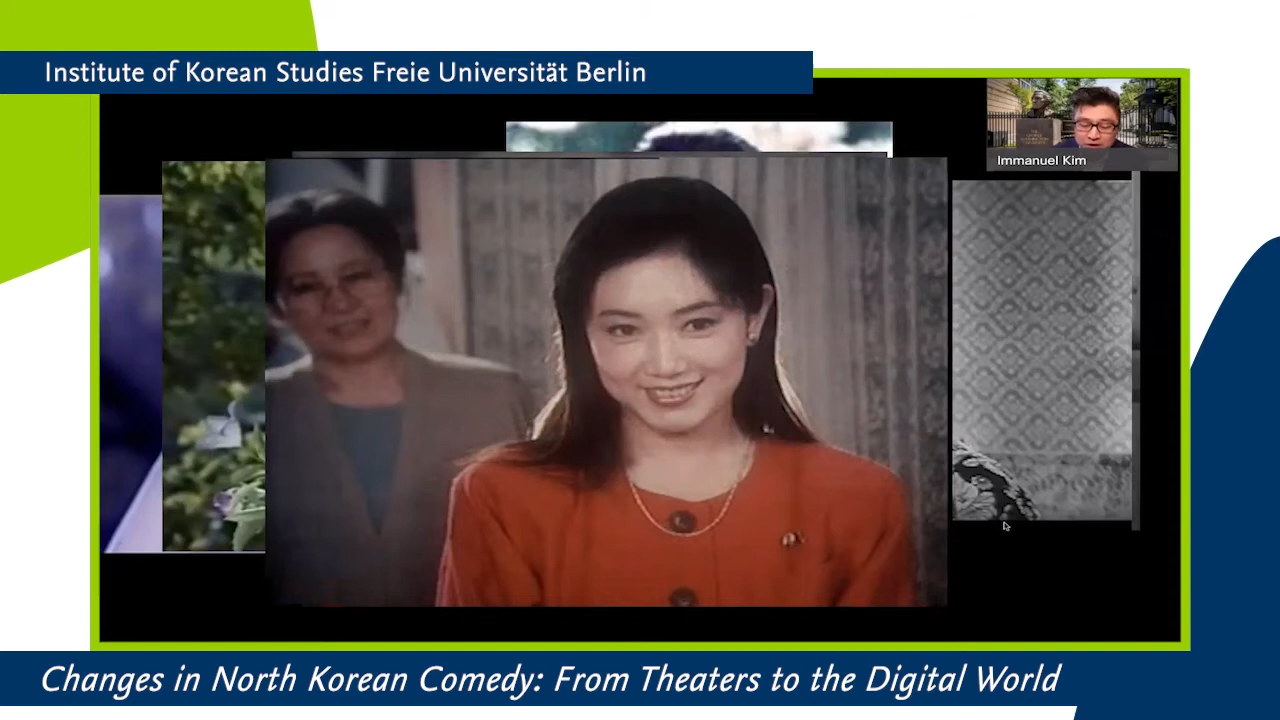 Institute of Korean Studies Freie Universität Berlin
Immanuel Kim
Changes in North Korean Comedy: From Theaters to the Digital World